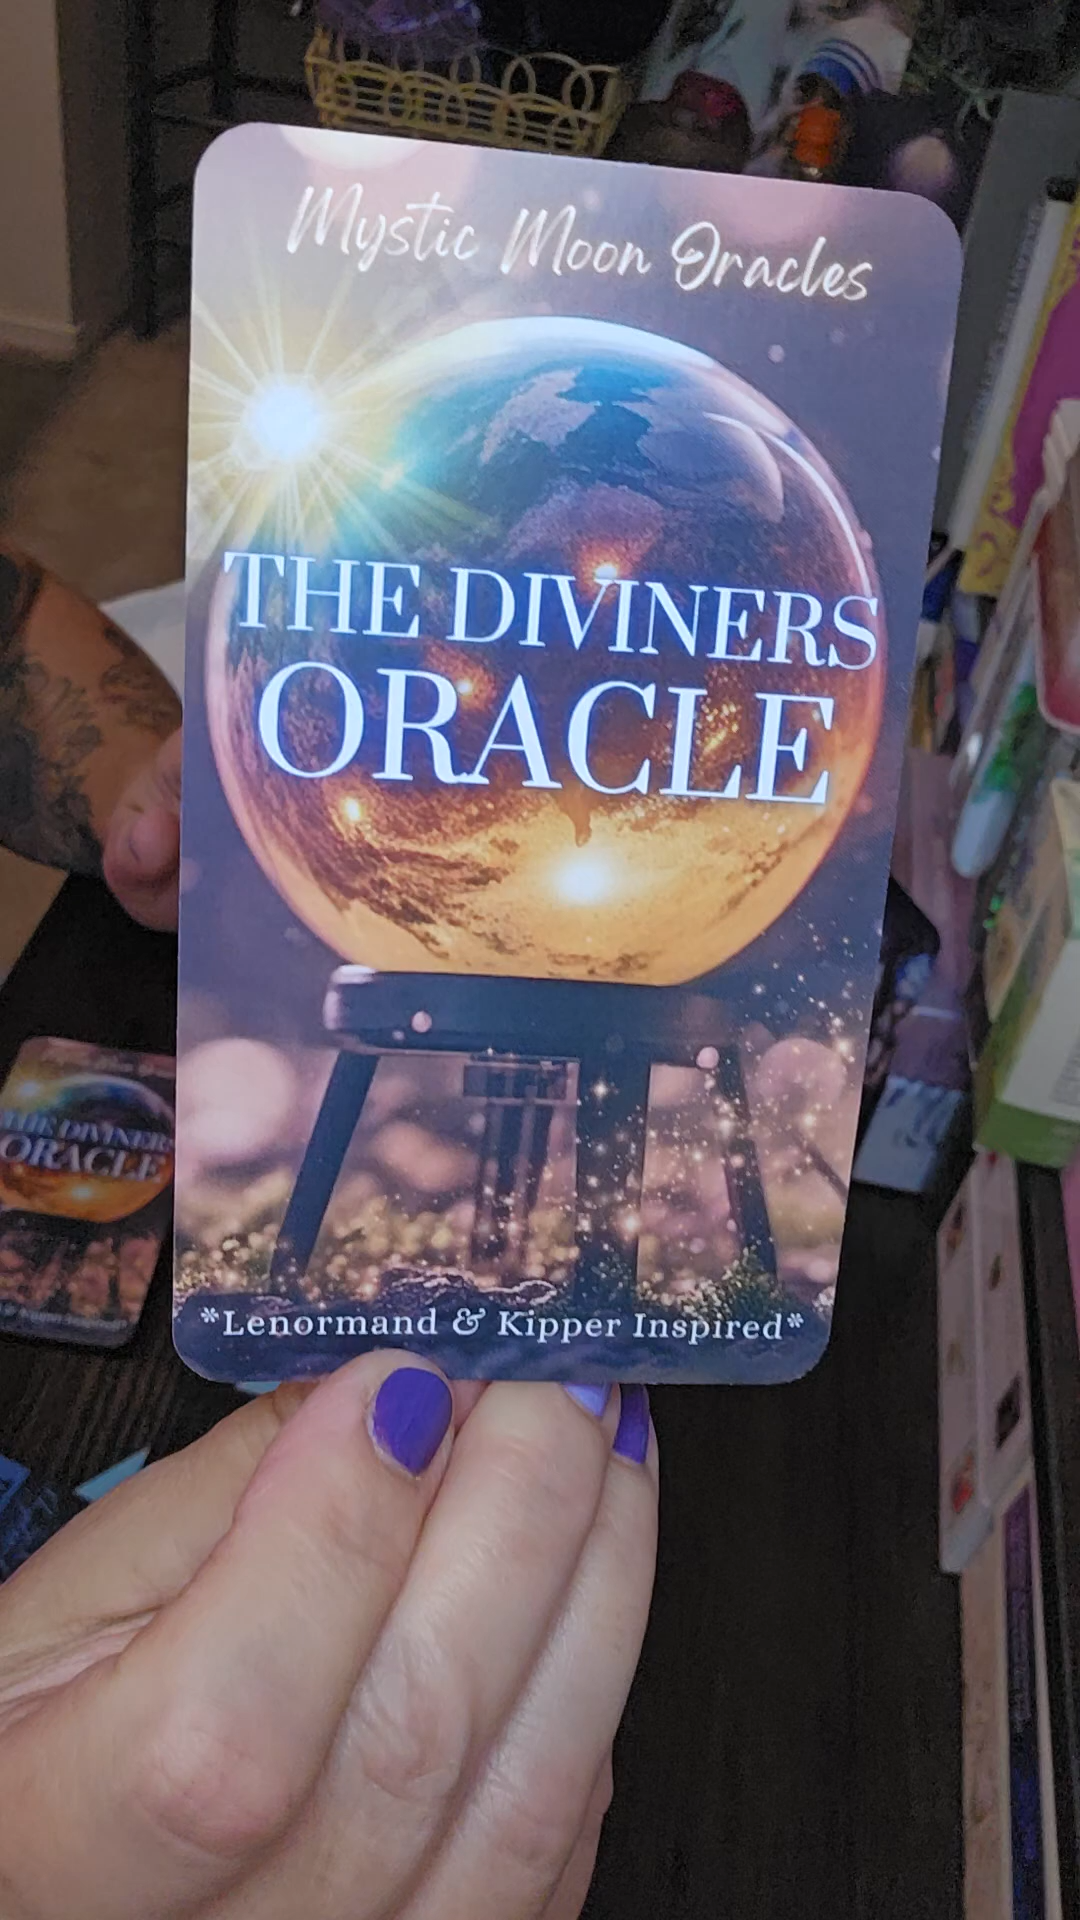 Mystic Moon Oracles
THE DIVINERS
ORACLE
*Lenormand & Kipper Inspired*
THE DIVINERS
ORACLE